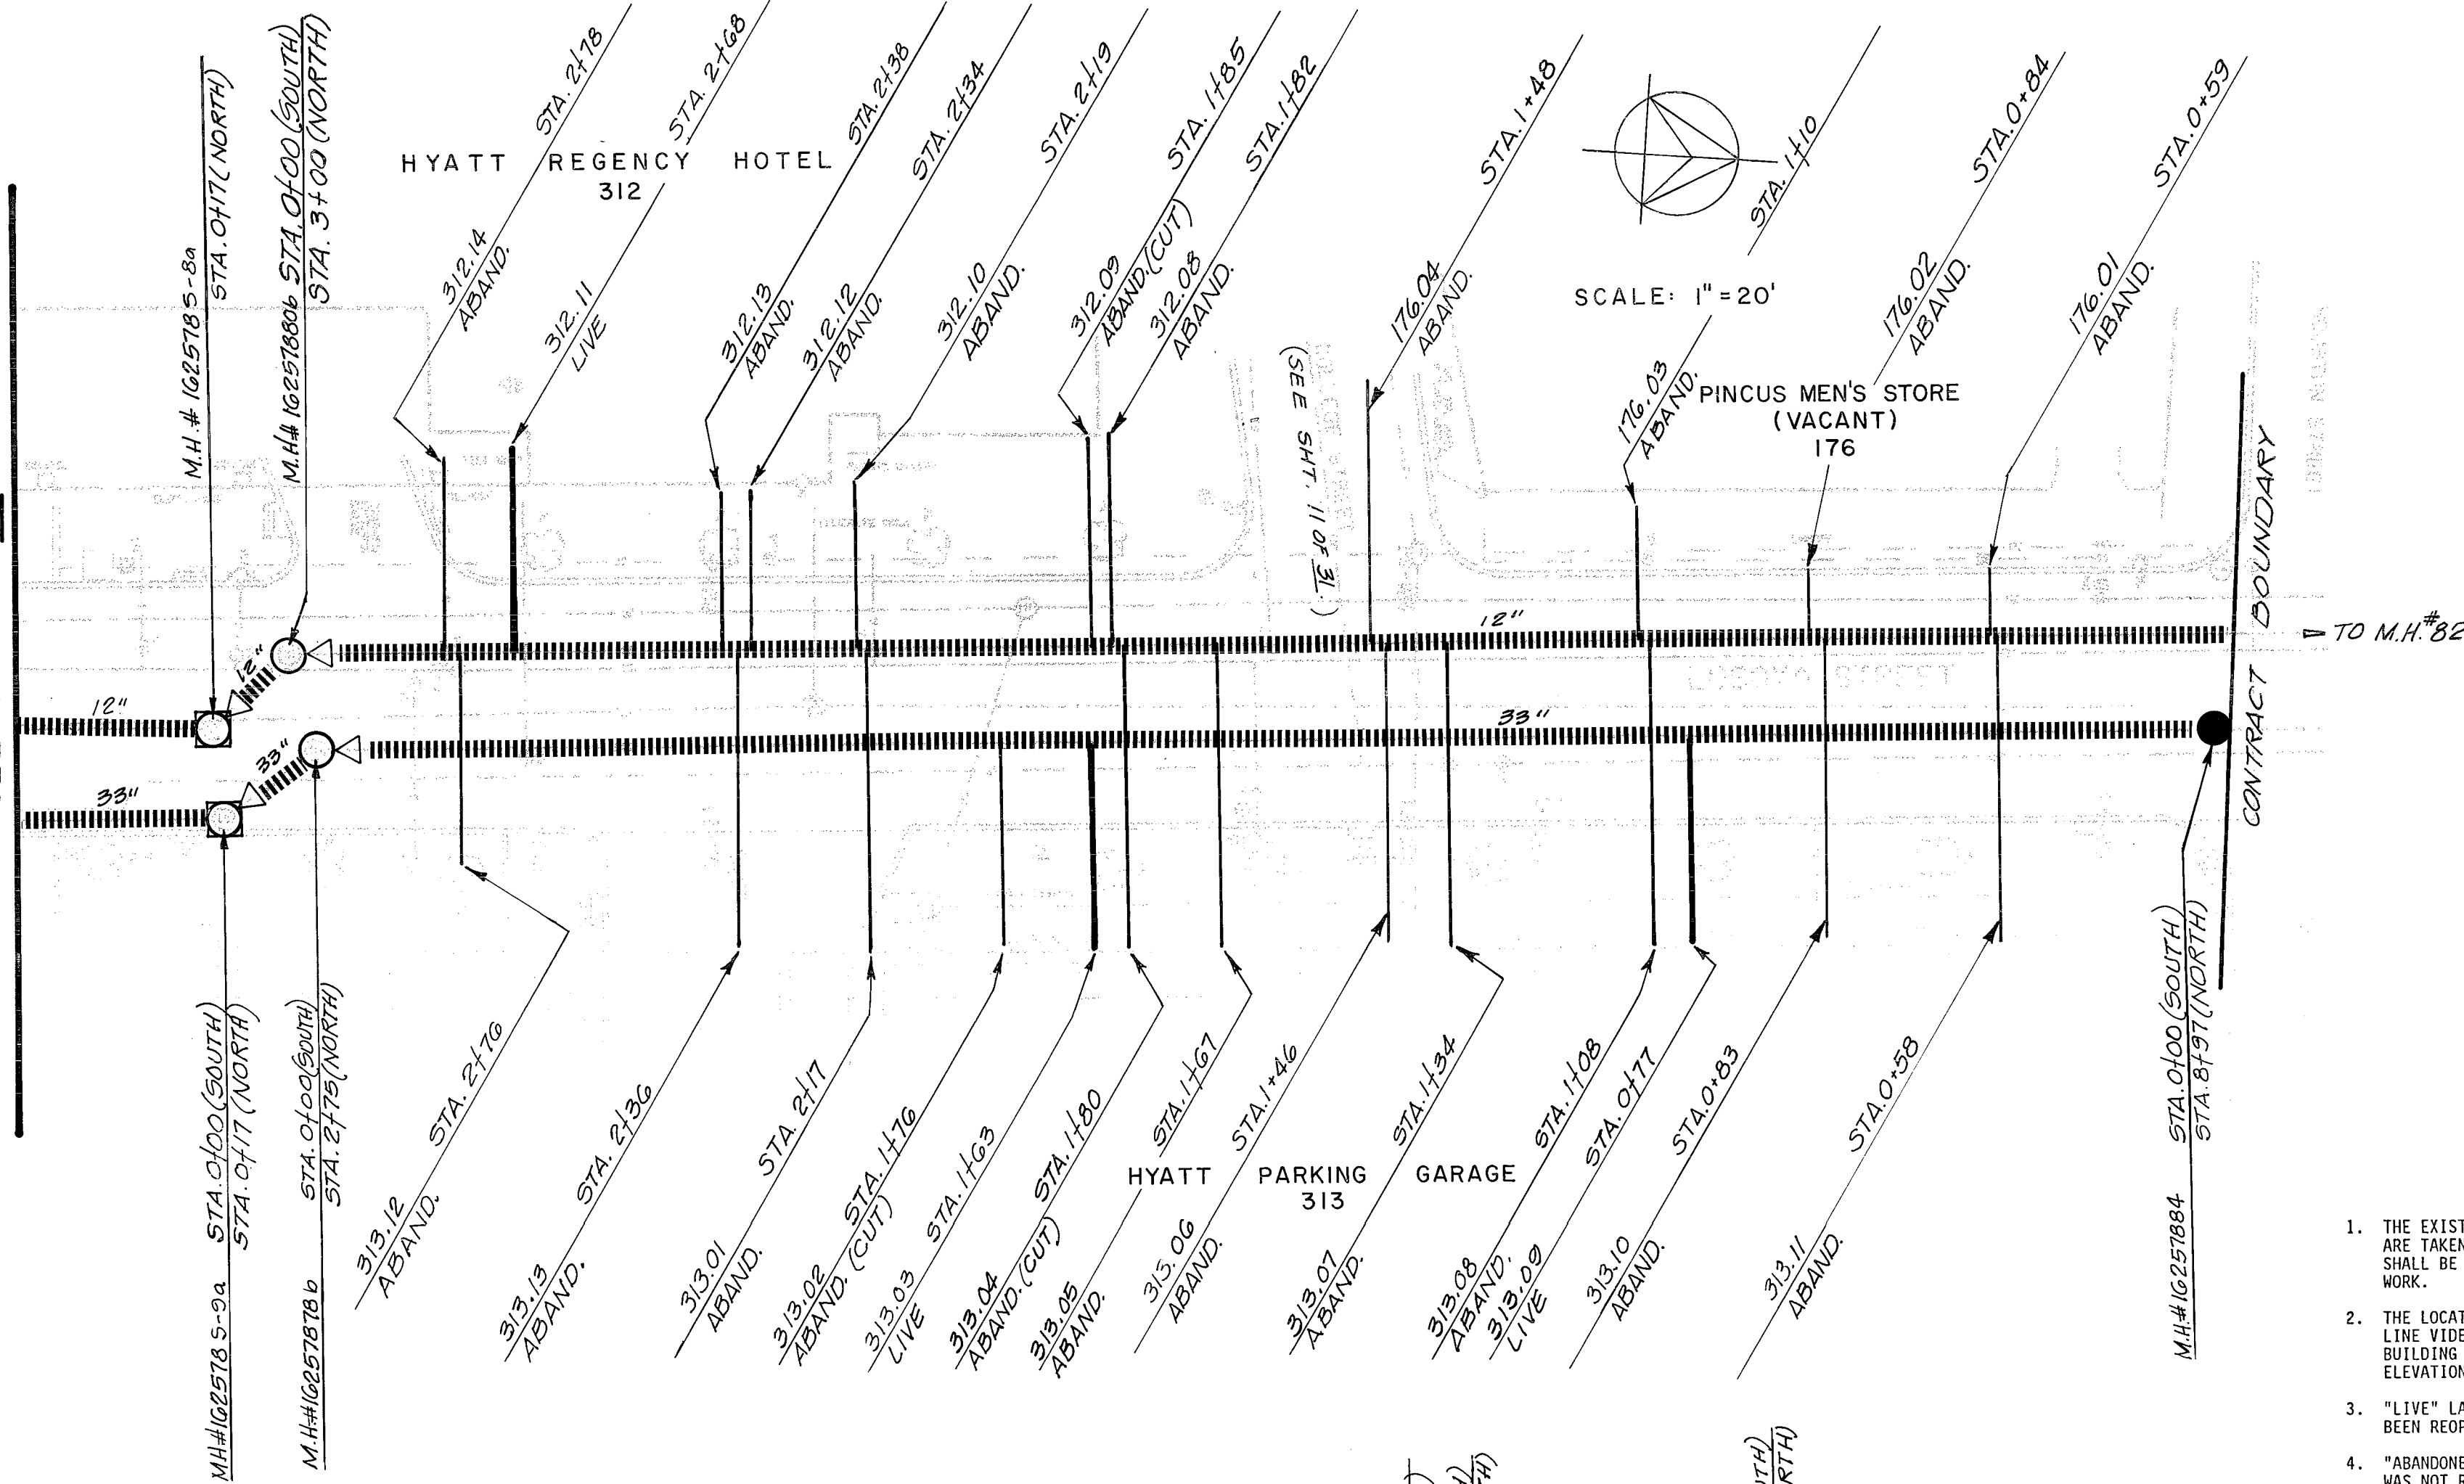 M.H.# 162578 S-8a
STA. 0+17 (NORTH)
M.H.# 16257880b STA. 0+00 (SOUTH)
STA. 3+00 (NORTH)
312.14 STA. 2+78
ABAND.
312.11 STA. 2+68
LIVE
312.13 STA. 2+38
ABAND.
312.12 STA. 2+34
ABAND.
312.10 STA. 2+19
ABAND.
312.09 STA. 1+85
ABAND.(CUT)
312.08 STA. 1+82
ABAND.
176.04 STA. 1+48
ABAND.
176.03 STA. 1+10
ABAND.
176.02 STA. 0+84
ABAND.
176.01 STA. 0+59
ABAND.
HYATT REGENCY HOTEL
312
SCALE: 1"=20'
PINCUS MEN'S STORE
(VACANT)
176
(SEE SHT. 11 OF 31)
CONTRACT BOUNDARY
12"
TO M.H.#82
12"
12"
LOSOYA STREET
33"
33"
33"
MH#162578 S-9a STA. 0+00 (SOUTH)
STA. 0+17 (NORTH)
M.H.#16257878b STA. 0+00 (SOUTH)
STA. 2+75 (NORTH)
313.12 STA. 2+76
ABAND.
313.13 STA. 2+36
ABAND.
313.01 STA. 2+17
ABAND.
313.02 STA. 1+76
ABAND. (CUT)
313.03 STA. 1+63
LIVE
313.04 STA. 1+80
ABAND. (CUT)
313.05 STA. 1+67
ABAND.
313.06 STA. 1+46
ABAND.
313.07 STA. 1+34
ABAND.
313.08 STA. 1+08
ABAND.
313.09 STA. 0+77
LIVE
313.10 STA. 0+83
ABAND.
313.11 STA. 0+58
ABAND.
HYATT PARKING GARAGE
313
M.H.#16257884 STA. 0+00 (SOUTH)
STA. 8+97 (NORTH)
1. THE EXIST
ARE TAKEN
SHALL BE
WORK.
2. THE LOCAT
LINE VIDE
BUILDING
ELEVATION
3. "LIVE" LA
BEEN REOP
4. "ABANDONE
WAS NOT R